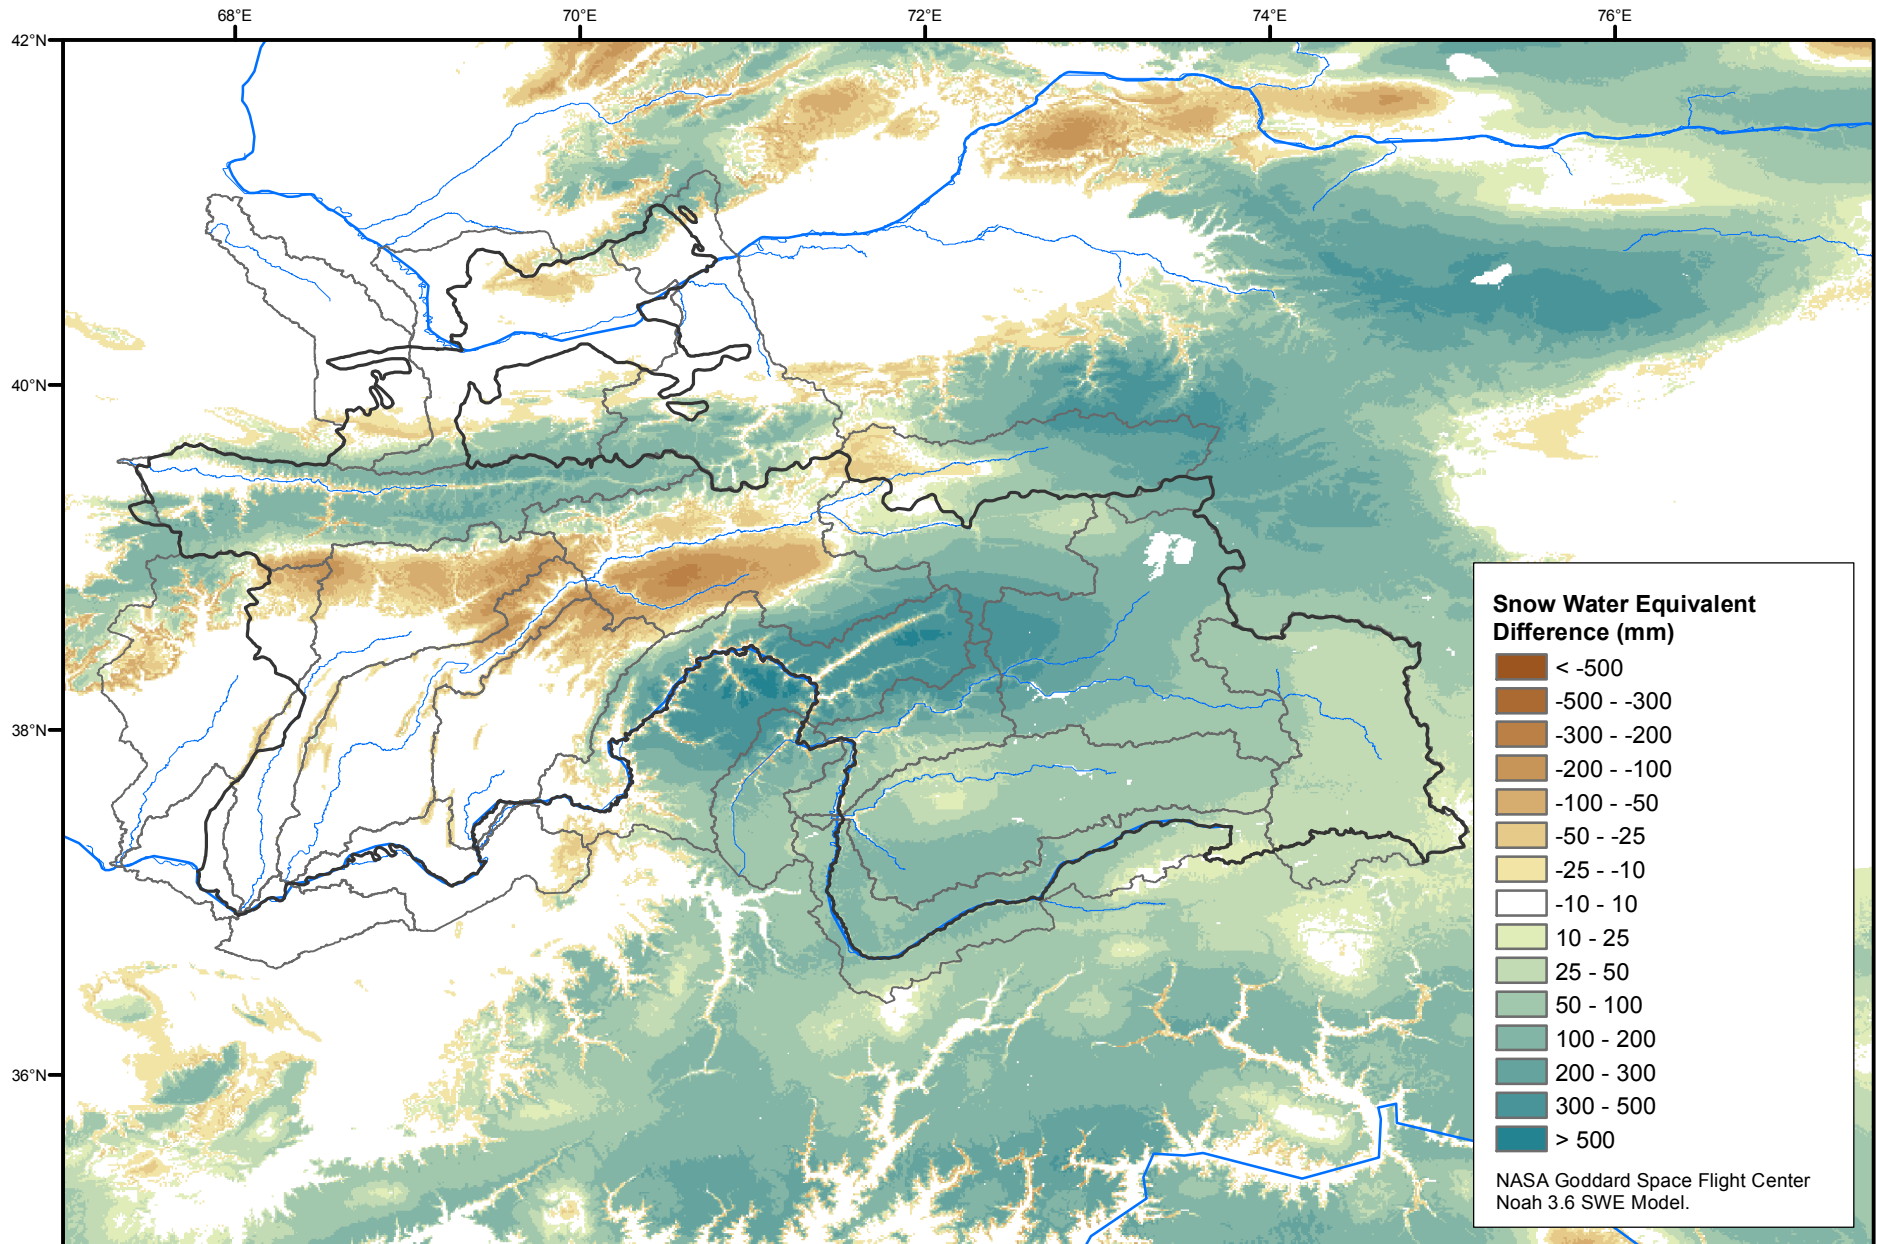 68°E 70°E 72°E 74°E 76°E
42°N
40°N
38°N
36°N
Snow Water Equivalent
Difference (mm)
< -500
-500 - -300
-300 - -200
-200 - -100
-100 - -50
-50 - -25
-25 - -10
-10 - 10
10 - 25
25 - 50
50 - 100
100 - 200
200 - 300
300 - 500
> 500
NASA Goddard Space Flight Center
Noah 3.6 SWE Model.